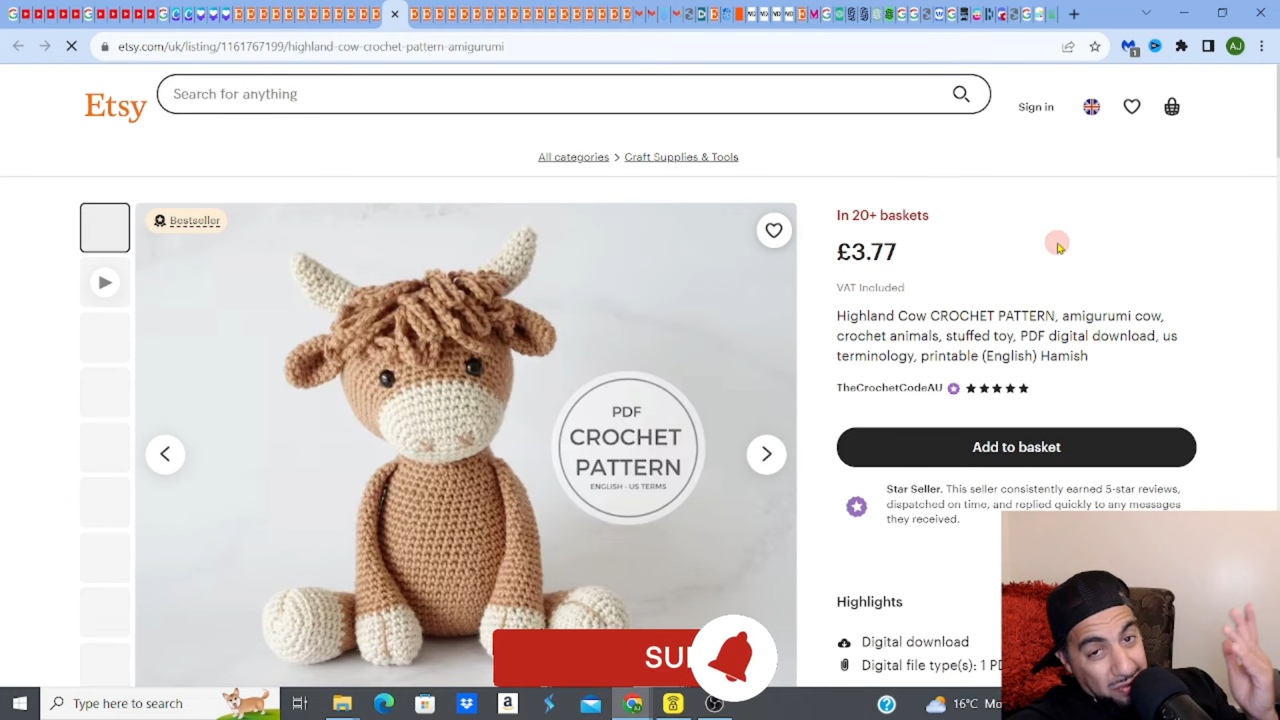 etsy.com/uk/listing/1161767199/highland-cow-crochet-pattern-amigurumi
1
AJ
Etsy
Search for anything
Sign in
All categories > Craft Supplies & Tools
Bestseller
In 20+ baskets
£3.77
VAT Included
Highland Cow CROCHET PATTERN, amigurumi cow,
crochet animals, stuffed toy, PDF digital download, us
terminology, printable (English) Hamish
TheCrochetCodeAU
PDF
CROCHET
PATTERN
ENGLISH - US TERMS
Add to basket
Star Seller. This seller consistently earned 5-star reviews,
dispatched on time, and replied quickly to any messages
they received.
Highlights
Digital download
Digital file type(s): 1 PD
SU
Type here to search
16°C Mo